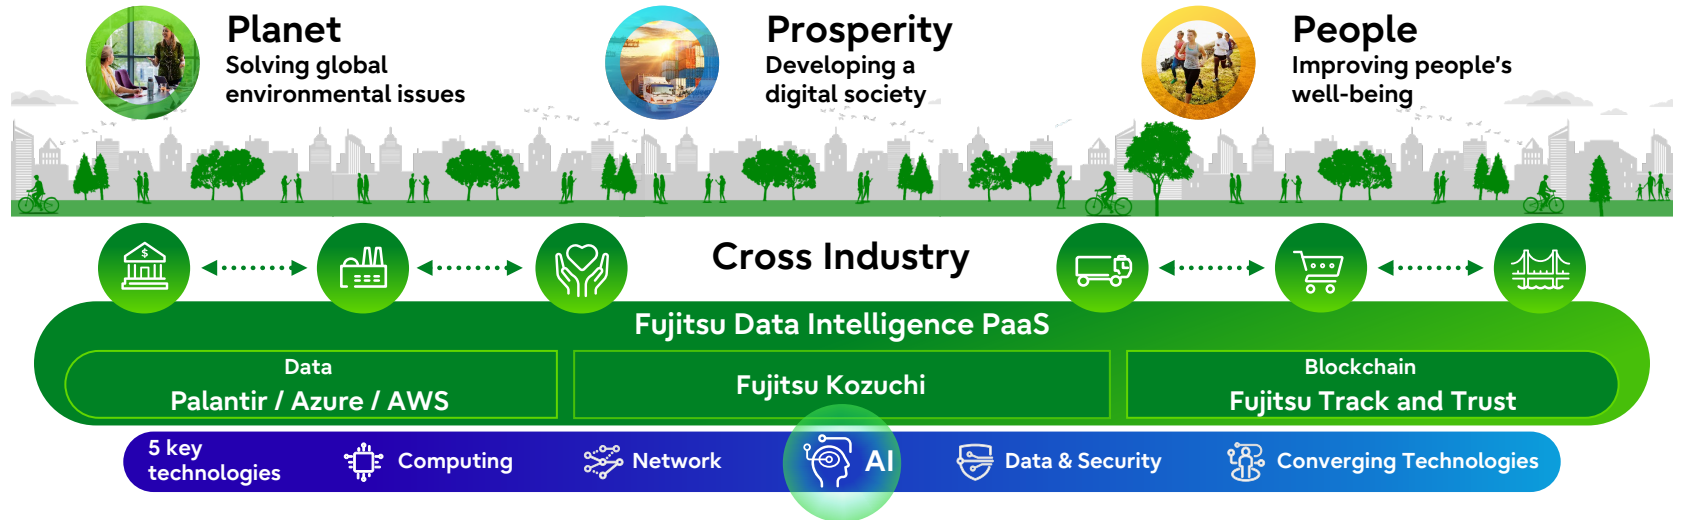 Planet
Solving global
environmental issues
Prosperity
Developing a
digital society
People
Improving people's
well-being
$
Cross Industry
Fujitsu Data Intelligence PaaS
Data
Palantir / Azure / AWS
Fujitsu Kozuchi
Blockchain
Fujitsu Track and Trust
5 key
technologies
Computing
Network
AI
Data & Security
Converging Technologies